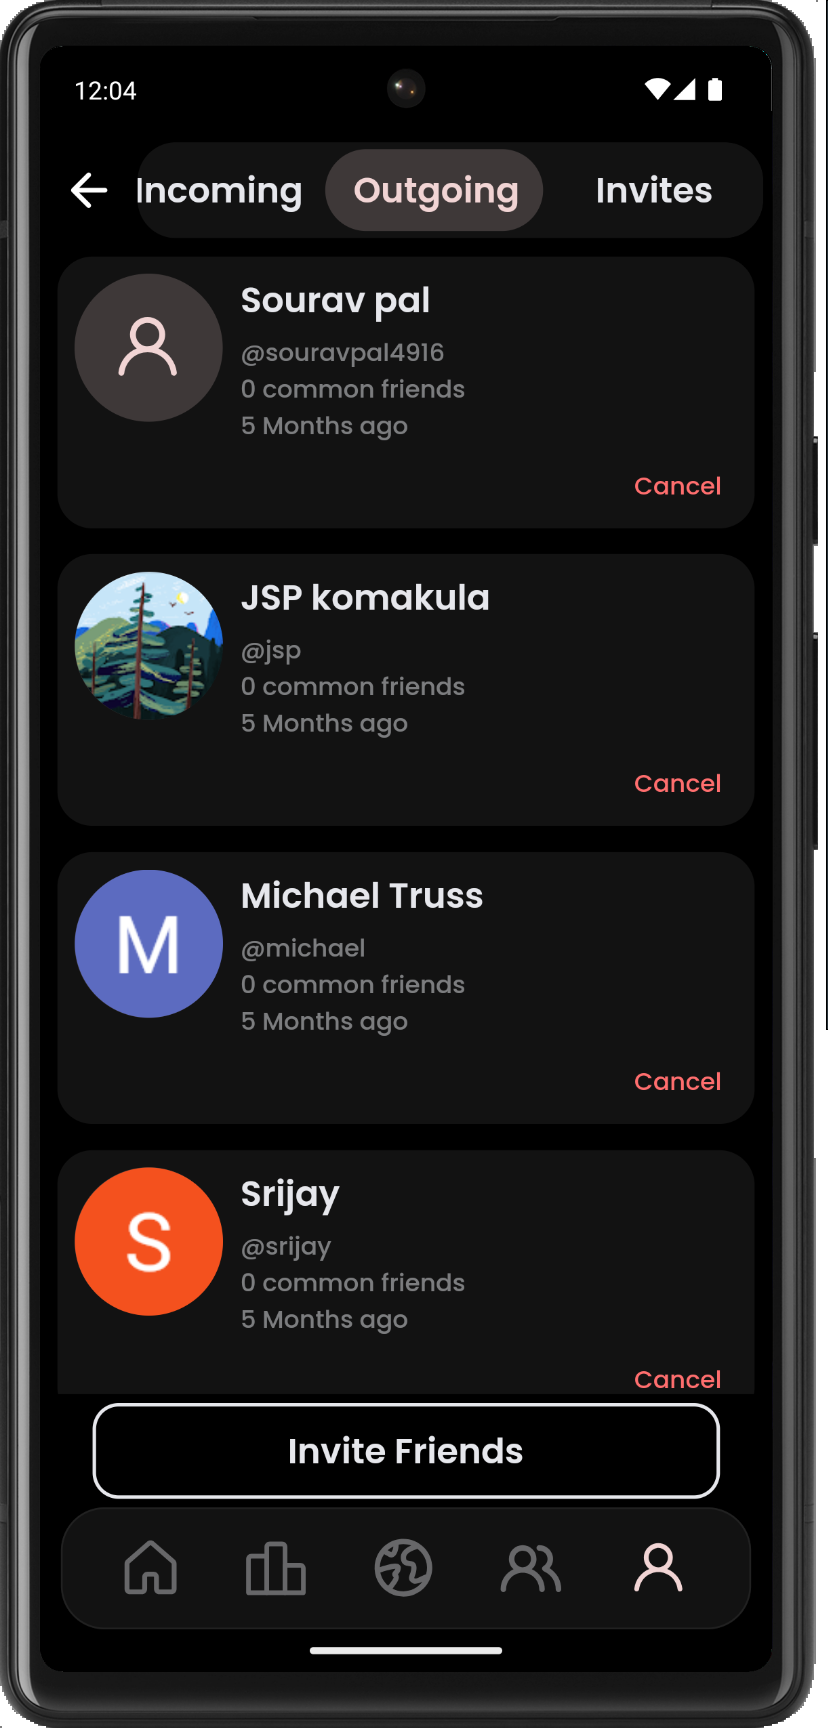 12:04
Incoming Outgoing Invites
Sourav pal
@souravpal4916
0 common friends
5 Months ago
Cancel
JSP komakula
@jsp
0 common friends
5 Months ago
Cancel
M
Michael Truss
@michael
0 common friends
5 Months ago
Cancel
S
Srijay
@srijay
0 common friends
5 Months ago
Cancel
Invite Friends